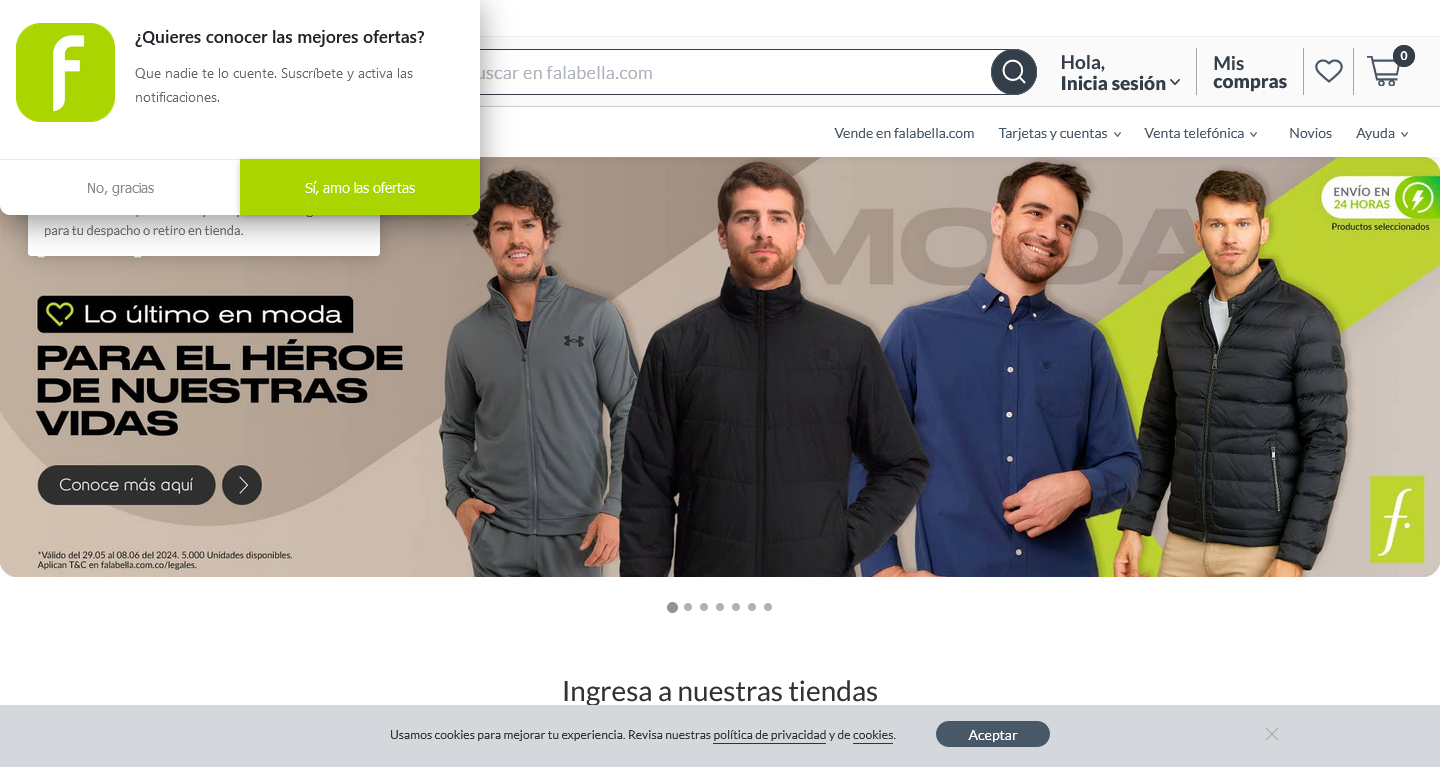 ¿Quieres conocer las mejores ofertas?
Que nadie te lo cuente. Suscríbete y activa las
notificaciones.
No, gracias
Sí, amo las ofertas
para tu despacho o retiro en tienda.
buscar en falabella.com
Hola,
Inicia sesión
Mis
compras
0
Vende en falabella.com
Tarjetas y cuentas
Venta telefónica
Novios
Ayuda
MODA
ENVÍO EN
24 HORAS
Productos seleccionados
Lo último en moda
PARA EL HÉROE
DE NUESTRAS
VIDAS
Conoce más aquí
*Válido del 29.05 al 08.06 del 2024. 5.000 Unidades disponibles.
Aplican T&C en falabella.com.co/legales.
f.
Ingresa a nuestras tiendas
Usamos cookies para mejorar tu experiencia. Revisa nuestras política de privacidad y de cookies.
Aceptar